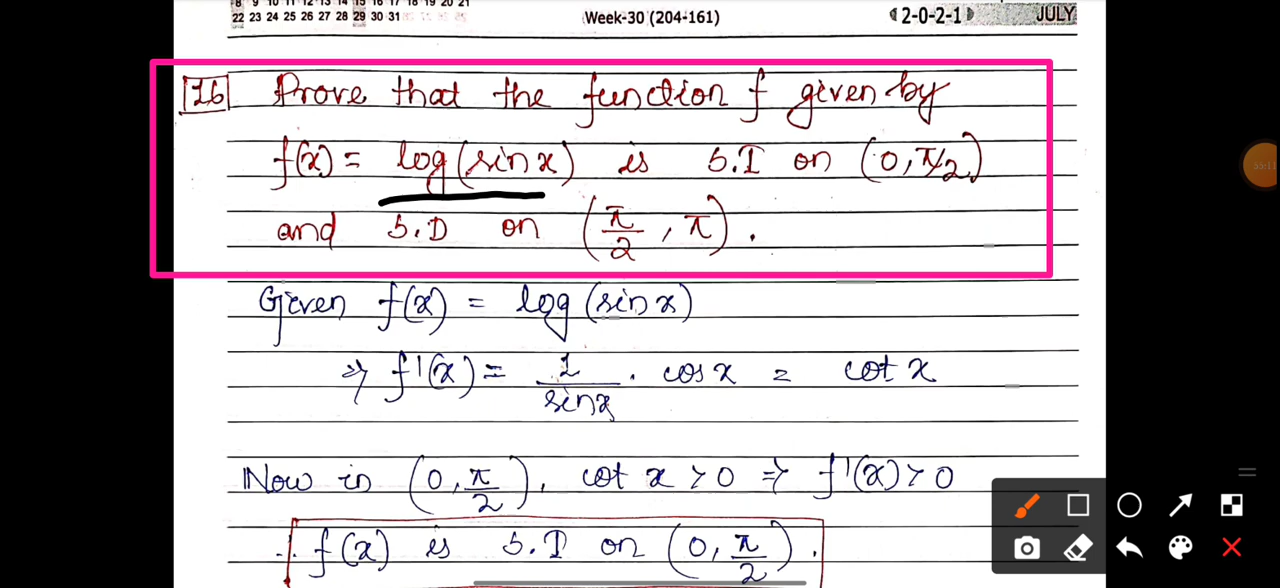 22 23 24 25 26 27 28 29 30 31
Week-30 (204-161)
2-0-2-1 JULY
16 Prove that the function f given by
f(x) = log(sin x) is S.I on (0, π/2)
and S.D on (π/2, π).
Given f(x) = log(sin x)
⇒ f'(x) = 1/sinx . cos x = cot x
Now in (0, π/2), cot x > 0 ⇒ f'(x) > 0
∴ f(x) is S.I on (0, π/2).